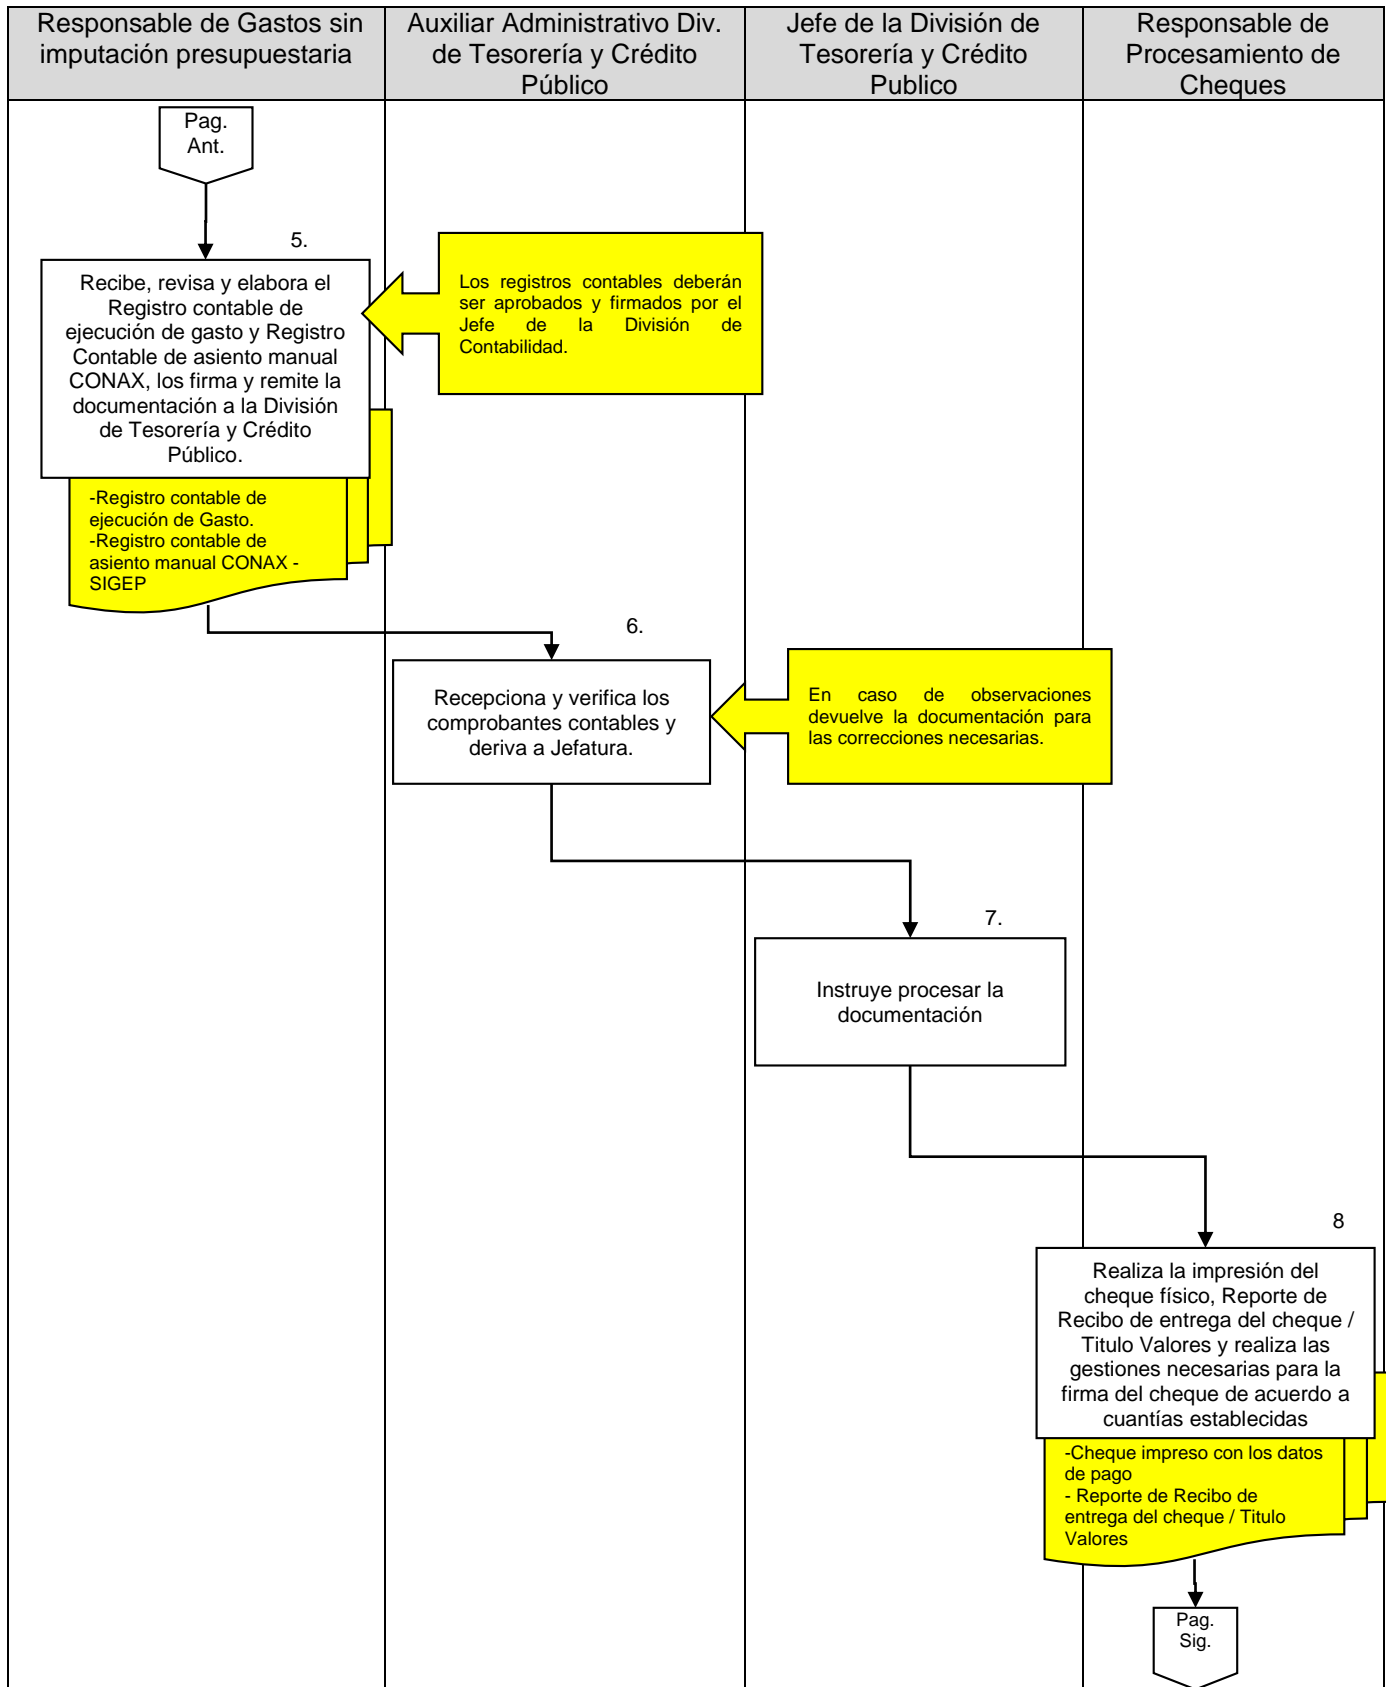 Responsable de Gastos sin
imputación presupuestaria
Auxiliar Administrativo Div.
de Tesorería y Crédito
Público
Jefe de la División de
Tesorería y Crédito
Publico
Responsable de
Procesamiento de
Cheques
Pag.
Ant.
5.
Recibe, revisa y elabora el
Registro contable de
ejecución de gasto y Registro
Contable de asiento manual
CONAX, los firma y remite la
documentación a la División
de Tesorería y Crédito
Público.
Los registros contables deberán
ser aprobados y firmados por el
Jefe de la División de
Contabilidad.
-Registro contable de
ejecución de Gasto.
-Registro contable de
asiento manual CONAX -
SIGEP
6.
Recepciona y verifica los
comprobantes contables y
deriva a Jefatura.
En caso de observaciones
devuelve la documentación para
las correcciones necesarias.
7.
Instruye procesar la
documentación
8
Realiza la impresión del
cheque físico, Reporte de
Recibo de entrega del cheque /
Titulo Valores y realiza las
gestiones necesarias para la
firma del cheque de acuerdo a
cuantías establecidas
-Cheque impreso con los datos
de pago
- Reporte de Recibo de
entrega del cheque / Titulo
Valores
Pag.
Sig.